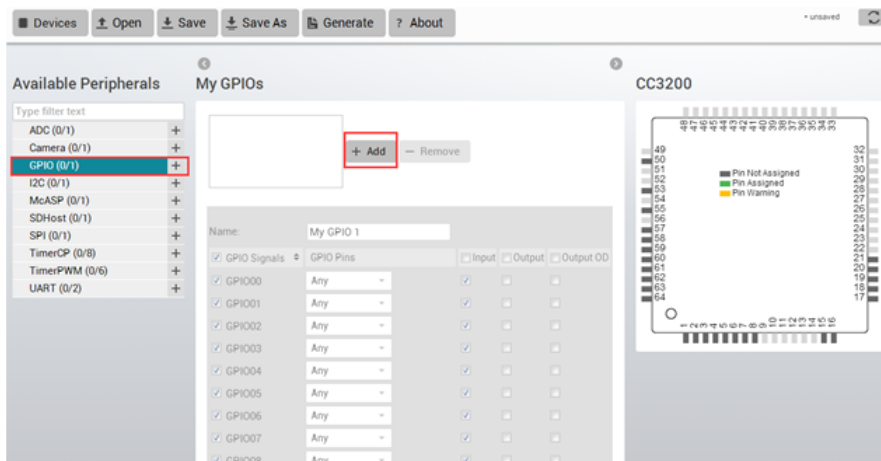 Devices Open Save Save As Generate ? About
• unsaved
Available Peripherals
Type filter text
ADC (0/1) +
Camera (0/1) +
GPIO (0/1) +
I2C (0/1) +
McASP (0/1) +
SDHost (0/1) +
SPI (0/1) +
TimerCP (0/8) +
TimerPWM (0/6) +
UART (0/2) +
My GPIOs
+ Add
− Remove
Name: My GPIO 1
GPIO Signals GPIO Pins Input Output Output OD
GPIO00 Any
GPIO01 Any
GPIO02 Any
GPIO03 Any
GPIO04 Any
GPIO05 Any
GPIO06 Any
GPIO07 Any
GPIO08 Any
CC3200
48 47 46 45 44 43 42 41 40 39 38 37 36 35 34 33
49 32
50 31
51 30
52 29
53 28
54 27
55 26
56 25
57 24
58 23
59 22
60 21
61 20
62 19
63 18
64 17
Pin Not Assigned
Pin Assigned
Pin Warning
1 2 3 4 5 6 7 8 9 10 11 12 13 14 15 16